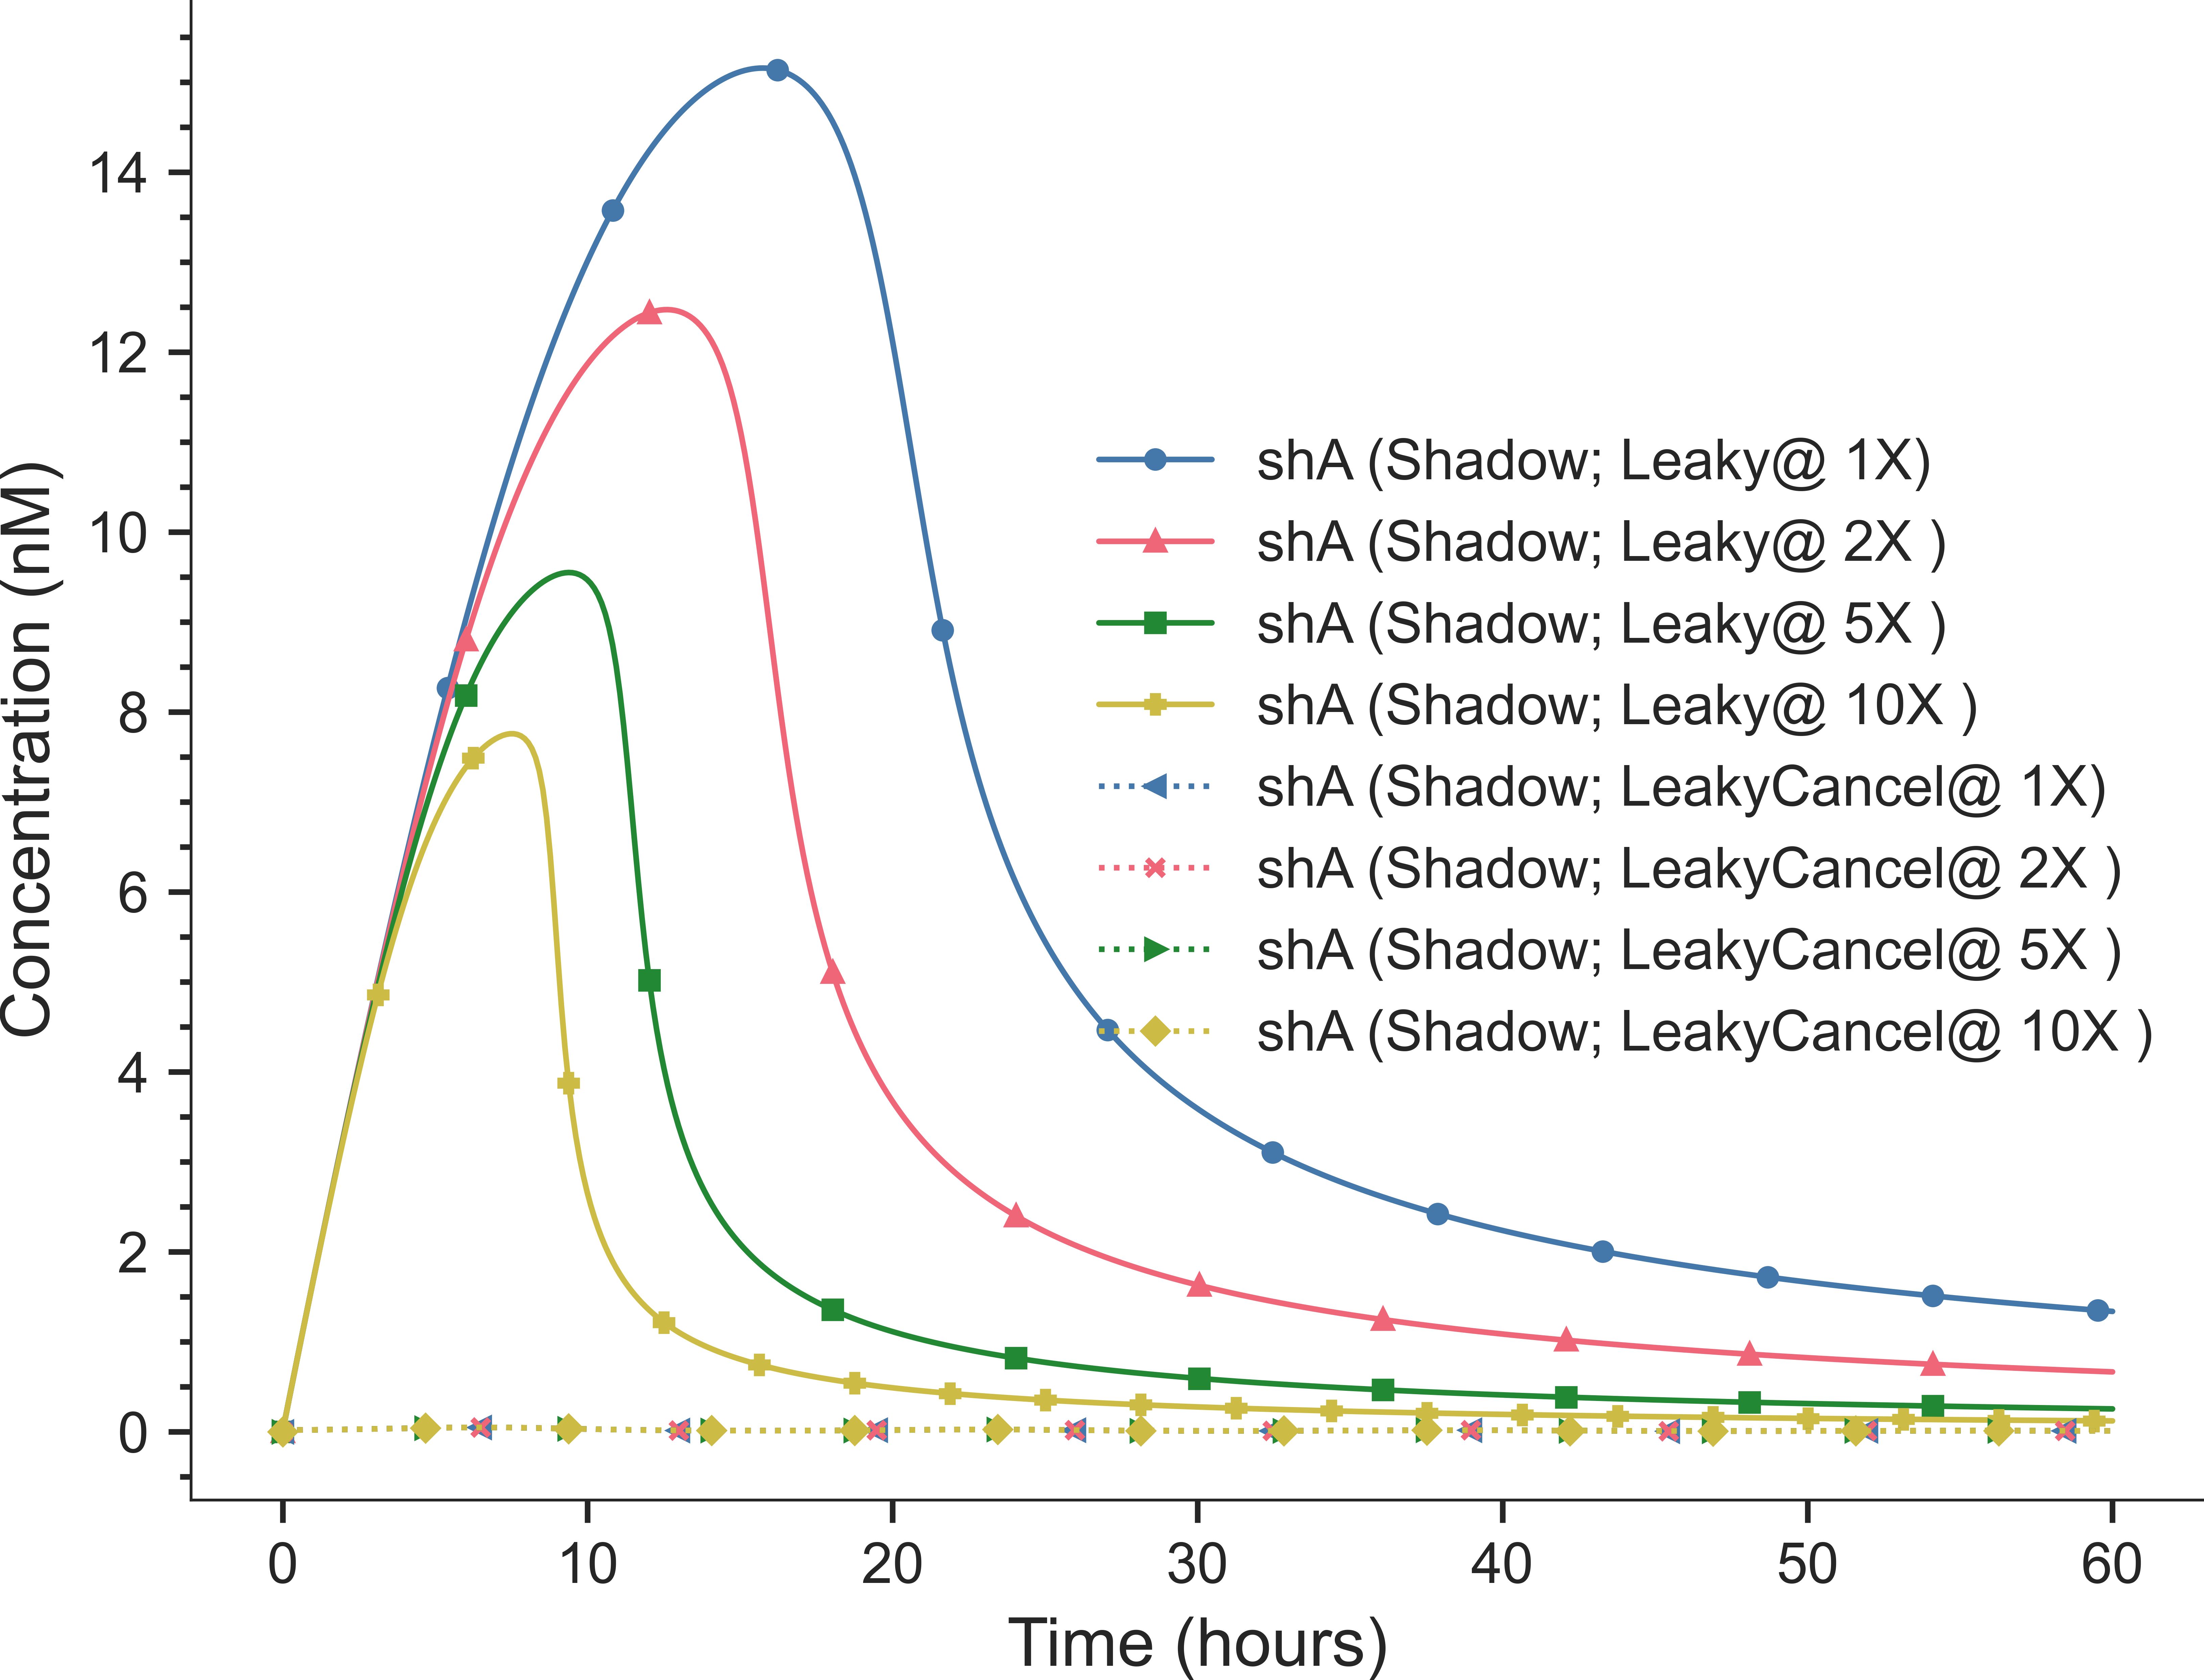 Concentration (nM)
14
12
10
8
6
4
2
0
shA (Shadow; Leaky@ 1X)
shA (Shadow; Leaky@ 2X )
shA (Shadow; Leaky@ 5X )
shA (Shadow; Leaky@ 10X )
shA (Shadow; LeakyCancel@ 1X)
shA (Shadow; LeakyCancel@ 2X )
shA (Shadow; LeakyCancel@ 5X )
shA (Shadow; LeakyCancel@ 10X )
0 10 20 30 40 50 60
Time (hours)